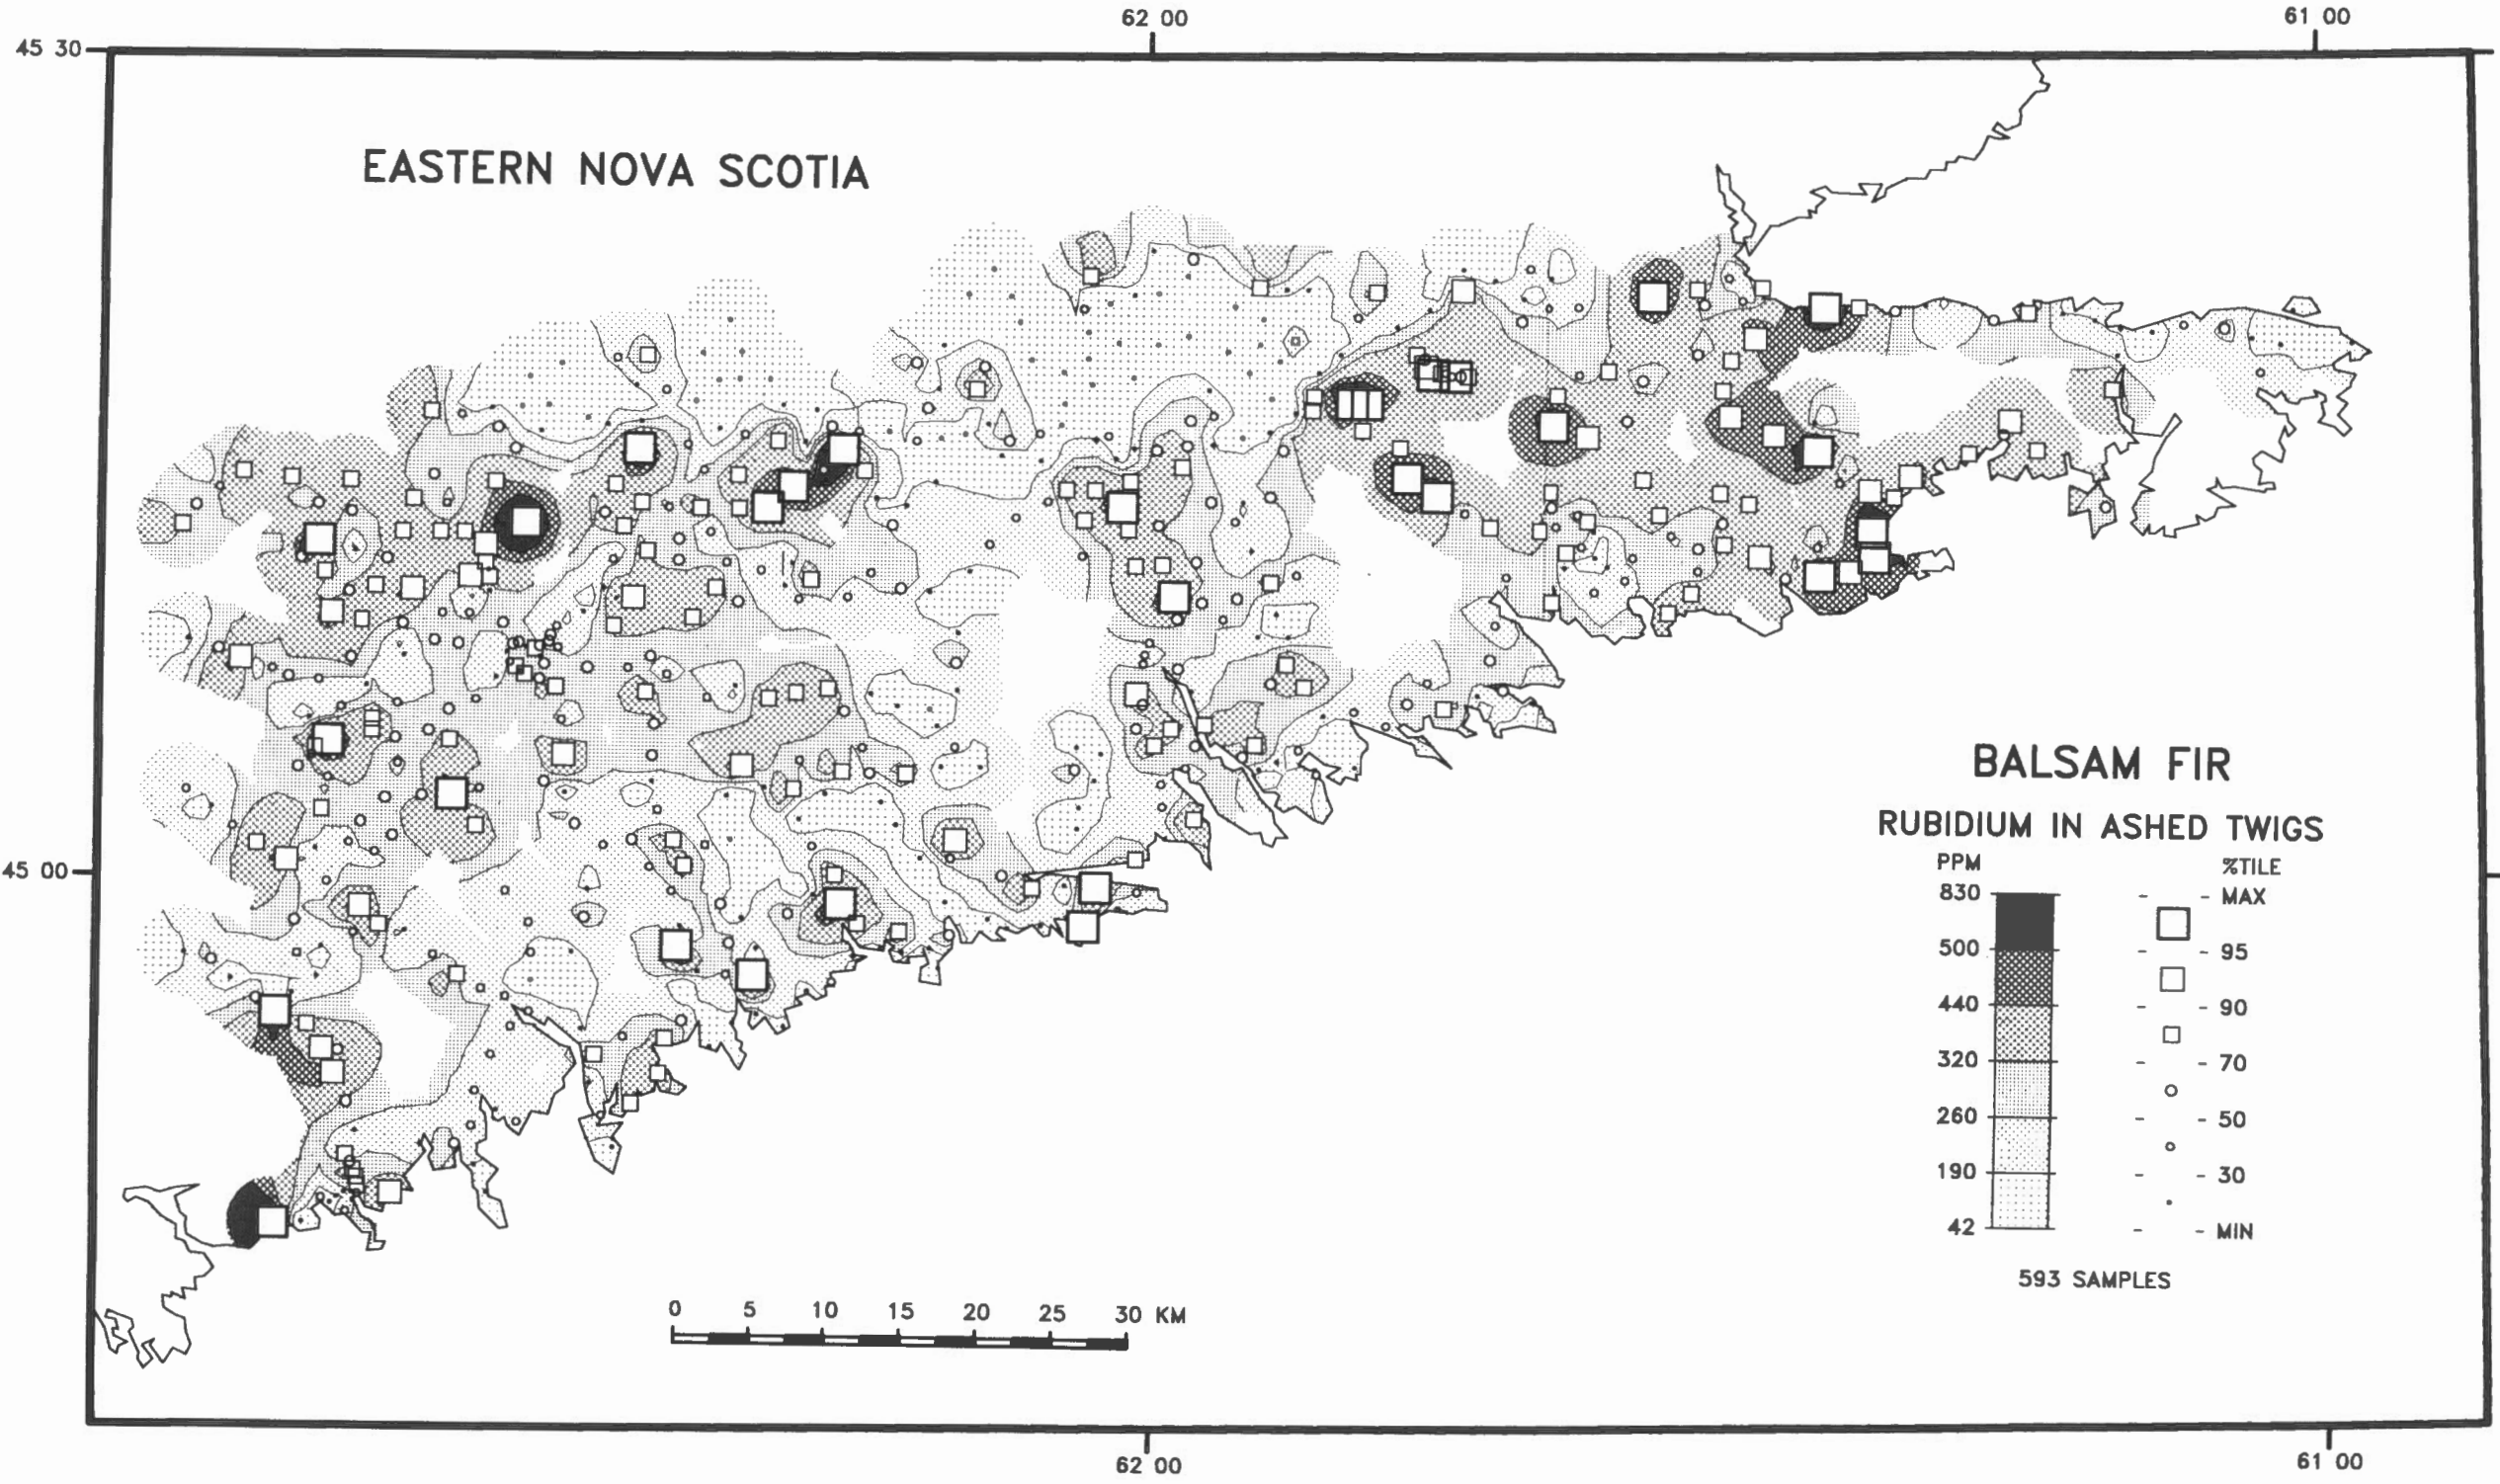 62 00
61 00
45 30
EASTERN NOVA SCOTIA
BALSAM FIR
RUBIDIUM IN ASHED TWIGS
PPM %TILE
830 - - MAX
500 - - 95
440 - - 90
320 - - 70
260 - - 50
190 - - 30
42 - - MIN
593 SAMPLES
45 00
0 5 10 15 20 25 30 KM
62 00
61 00